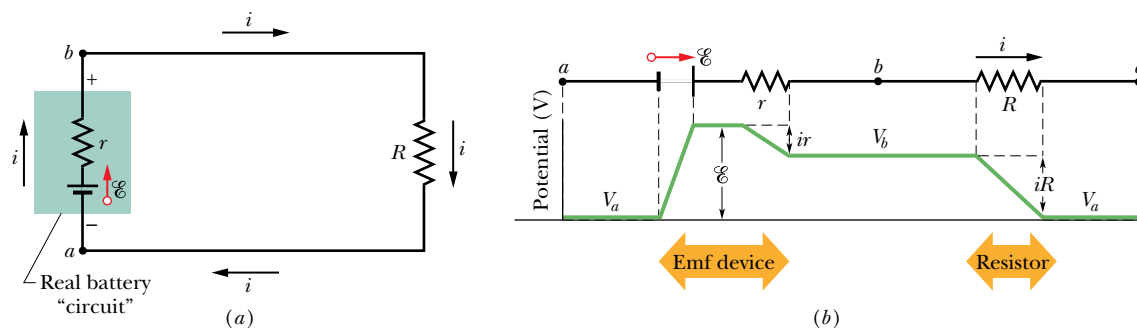 i
b
+
r
ℰ
i
R
i
−
a
i
Real battery
“circuit”
(a)
ℰ
i
a
b
a
r
R
Potential (V)
ir
V_b
ℰ
iR
V_a
V_a
Emf device
Resistor
(b)